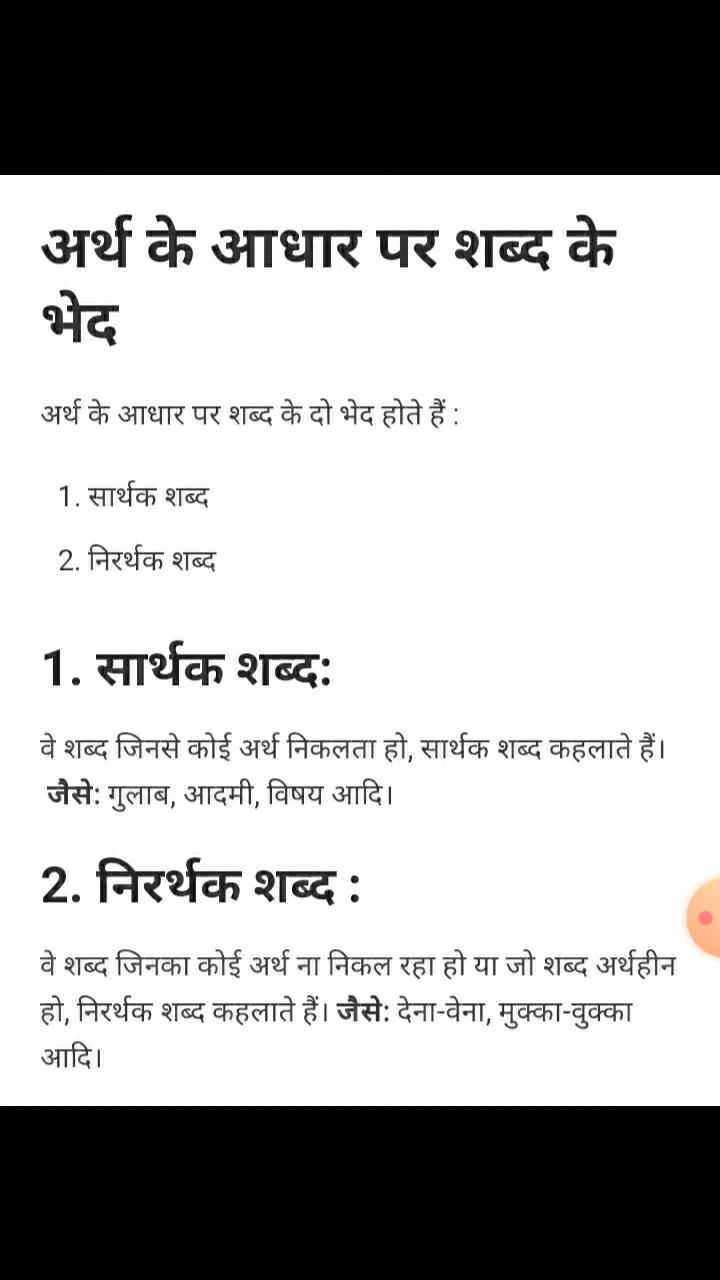 अर्थ के आधार पर शब्द के
भेद
अर्थ के आधार पर शब्द के दो भेद होते हैं :
1. सार्थक शब्द
2. निरर्थक शब्द
1. सार्थक शब्द:
वे शब्द जिनसे कोई अर्थ निकलता हो, सार्थक शब्द कहलाते हैं।
जैसे: गुलाब, आदमी, विषय आदि।
2. निरर्थक शब्द :
वे शब्द जिनका कोई अर्थ ना निकल रहा हो या जो शब्द अर्थहीन
हो, निरर्थक शब्द कहलाते हैं। जैसे: देना-वेना, मुक्का-वुक्का
आदि।